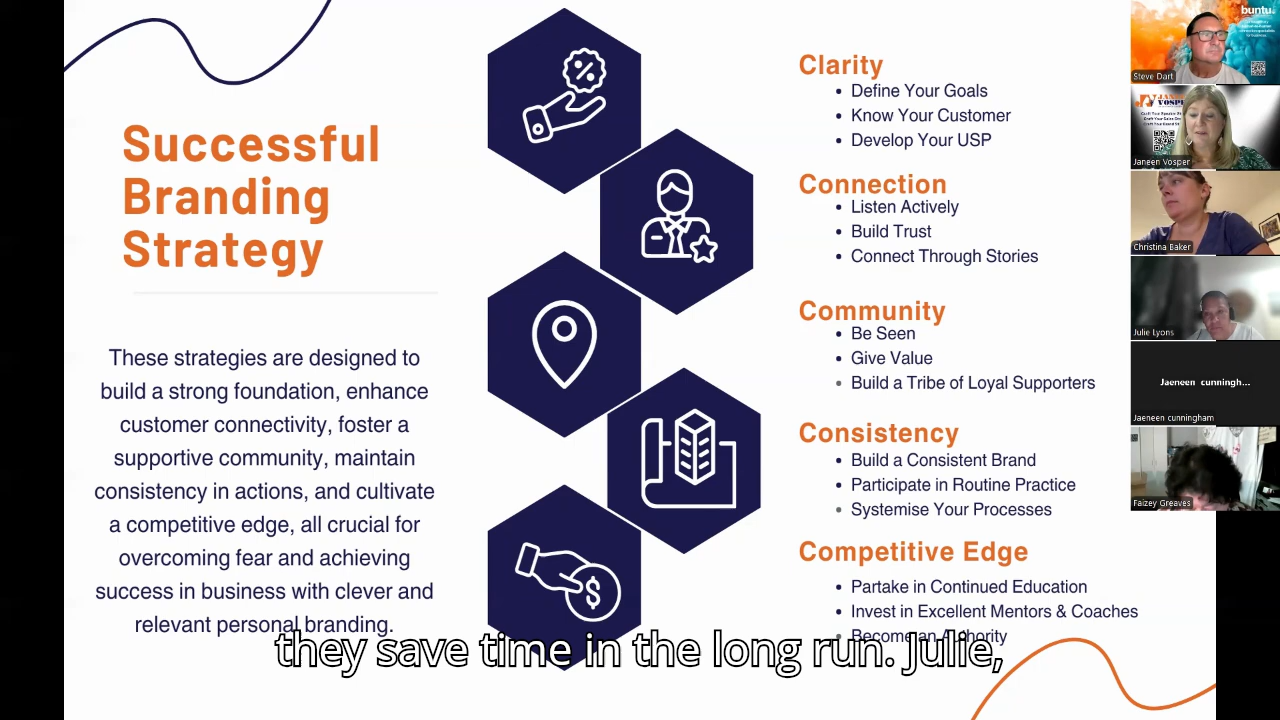 Successful
Branding
Strategy
These strategies are designed to
build a strong foundation, enhance
customer connectivity, foster a
supportive community, maintain
consistency in actions, and cultivate
a competitive edge, all crucial for
overcoming fear and achieving
success in business with clever and
relevant personal branding.
Clarity
• Define Your Goals
• Know Your Customer
• Develop Your USP
Connection
• Listen Actively
• Build Trust
• Connect Through Stories
Community
• Be Seen
• Give Value
• Build a Tribe of Loyal Supporters
Consistency
• Build a Consistent Brand
• Participate in Routine Practice
• Systemise Your Processes
Competitive Edge
• Partake in Continued Education
• Invest in Excellent Mentors & Coaches
• Become an Authority
they save time in the long run. Julie,
buntu
Steve Dart
VOSPE
Janeen Vosper
Christina Baker
Julie Lyons
Jaeneen cunningh...
Jaeneen cunningham
Faizey Greaves